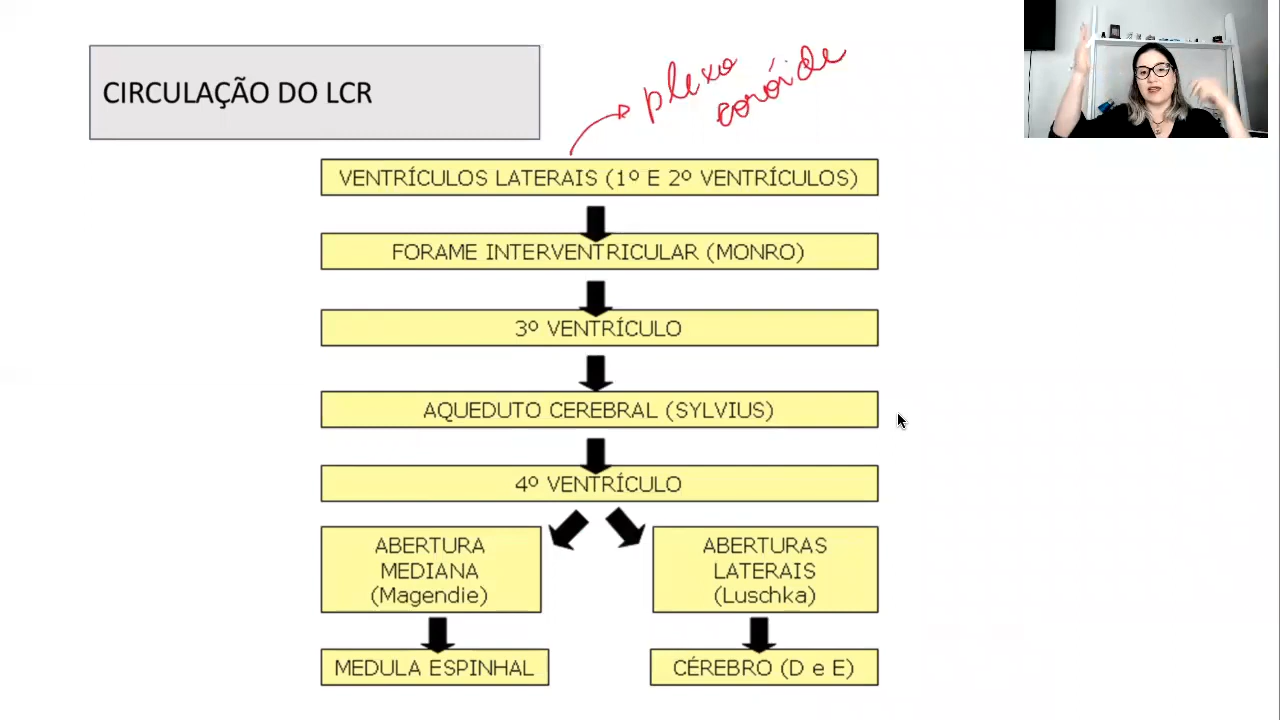 CIRCULAÇÃO DO LCR
plexo
coróide
VENTRÍCULOS LATERAIS (1º E 2º VENTRÍCULOS)
FORAME INTERVENTRICULAR (MONRO)
3º VENTRÍCULO
AQUEDUTO CEREBRAL (SYLVIUS)
4º VENTRÍCULO
ABERTURA
MEDIANA
(Magendie)
ABERTURAS
LATERAIS
(Luschka)
MEDULA ESPINHAL
CÉREBRO (D e E)